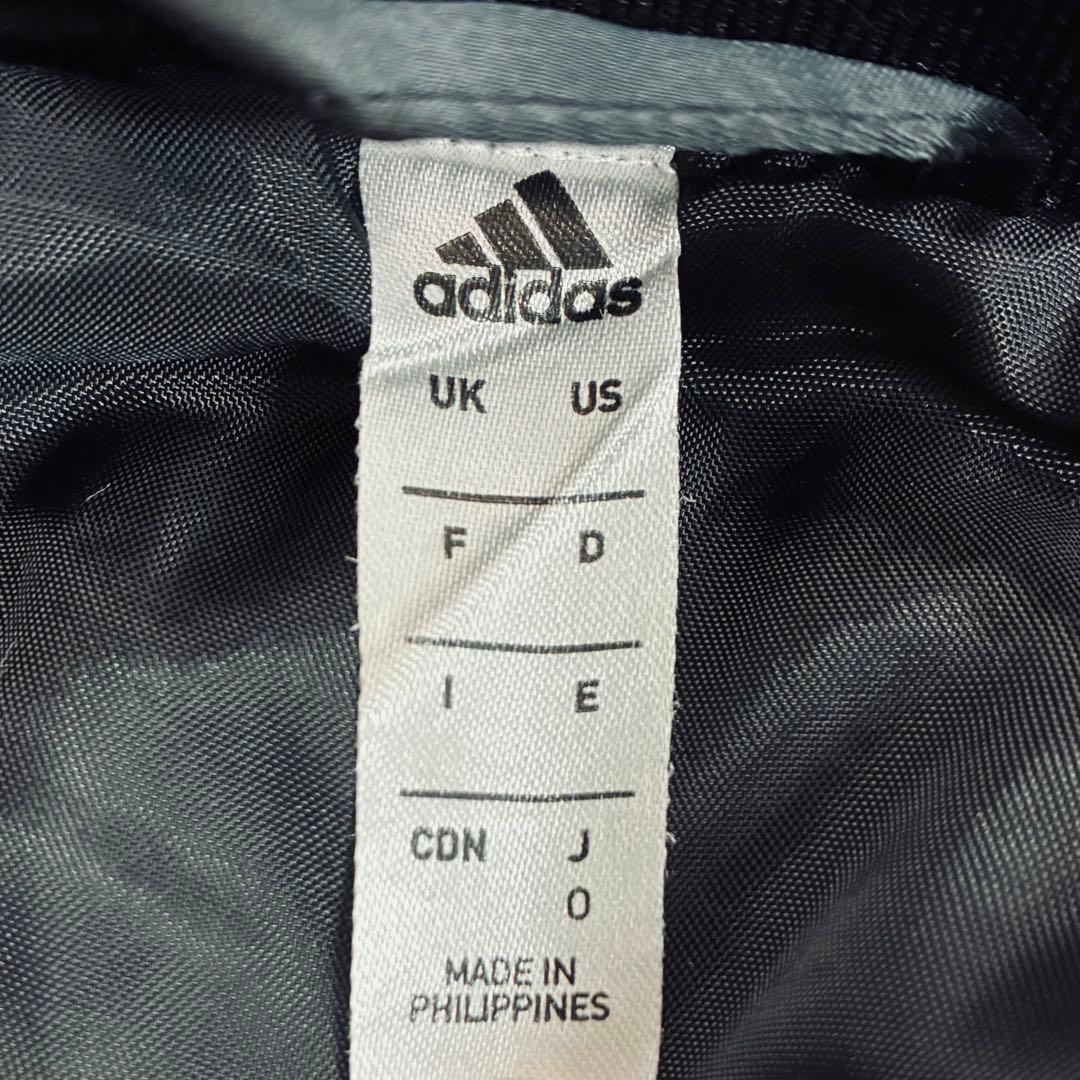 adidas
UK US
F D
I E
CDN J
O
MADE IN
PHILIPPINES